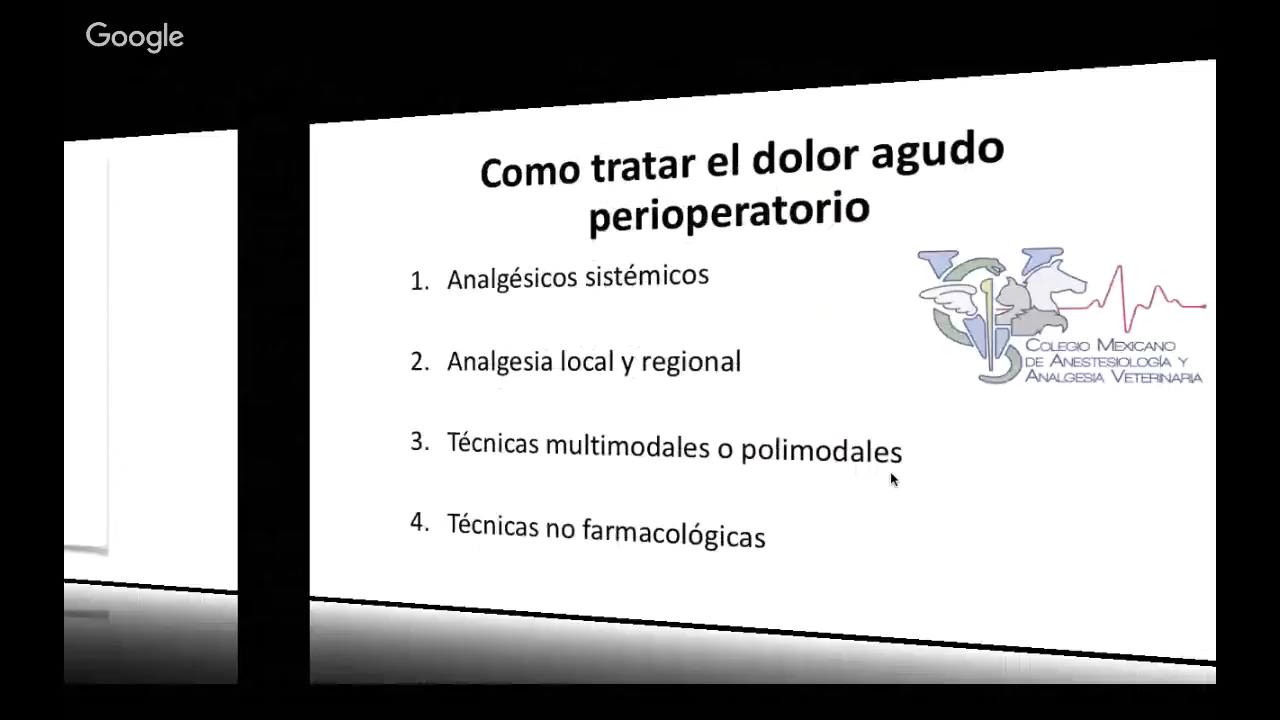 Google
Como tratar el dolor agudo
perioperatorio
1. Analgésicos sistémicos
2. Analgesia local y regional
3. Técnicas multimodales o polimodales
4. Técnicas no farmacológicas
COLEGIO MEXICANO
DE ANESTESIOLOGÍA Y
ANALGESIA VETERINARIA